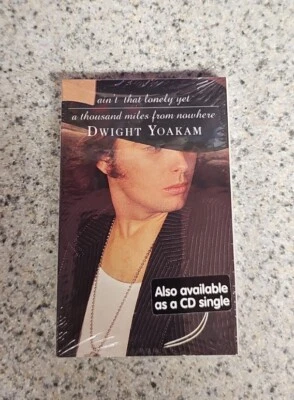 ain't that lonely yet
a thousand miles from nowhere
DWIGHT YOAKAM
Also available
as a CD single